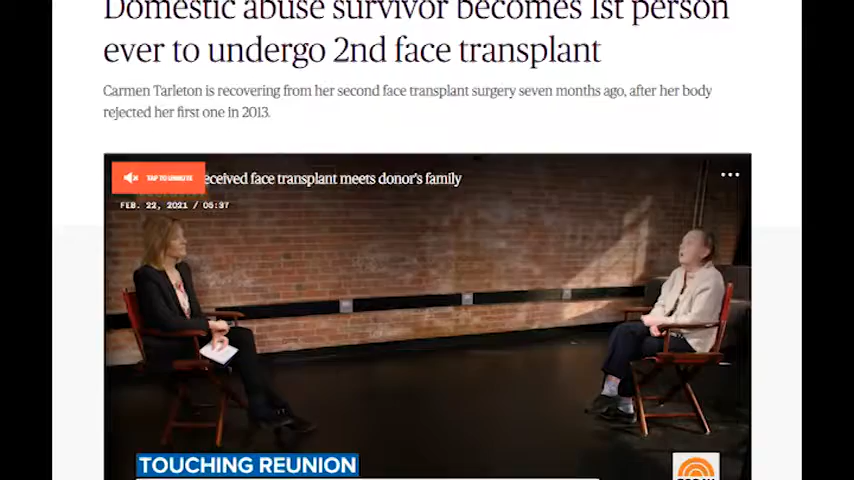 Domestic abuse survivor becomes 1st person
ever to undergo 2nd face transplant
Carmen Tarleton is recovering from her second face transplant surgery seven months ago, after her body
rejected her first one in 2013.
TAP TO UNMUTE
eceived face transplant meets donor's family
FEB. 22, 2021 / 05:37
TOUCHING REUNION